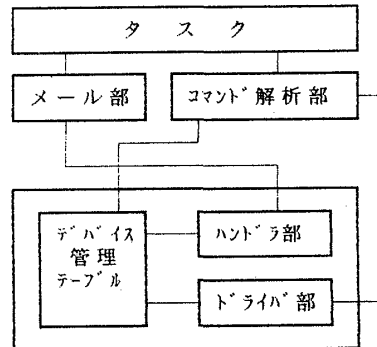 タスク
メール部
コマンド解析部
デバイス
管理
テーブル
ハンドラ部
ドライバ部